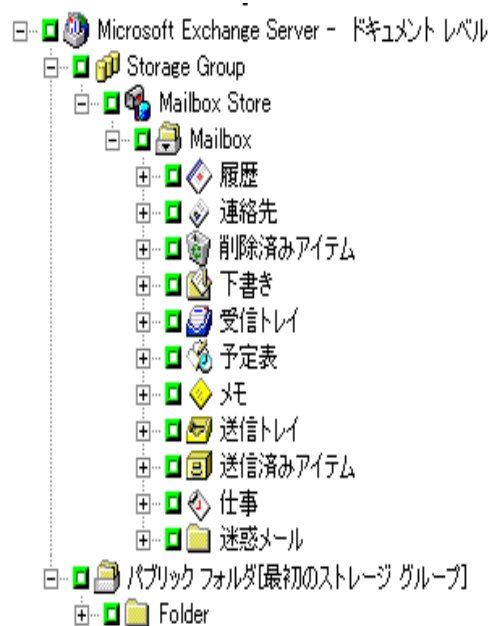 Microsoft Exchange Server - ドキュメント レベル
Storage Group
Mailbox Store
Mailbox
履歴
連絡先
削除済みアイテム
下書き
受信トレイ
予定表
メモ
送信トレイ
送信済みアイテム
仕事
迷惑メール
パブリック フォルダ[最初のストレージ グループ]
Folder